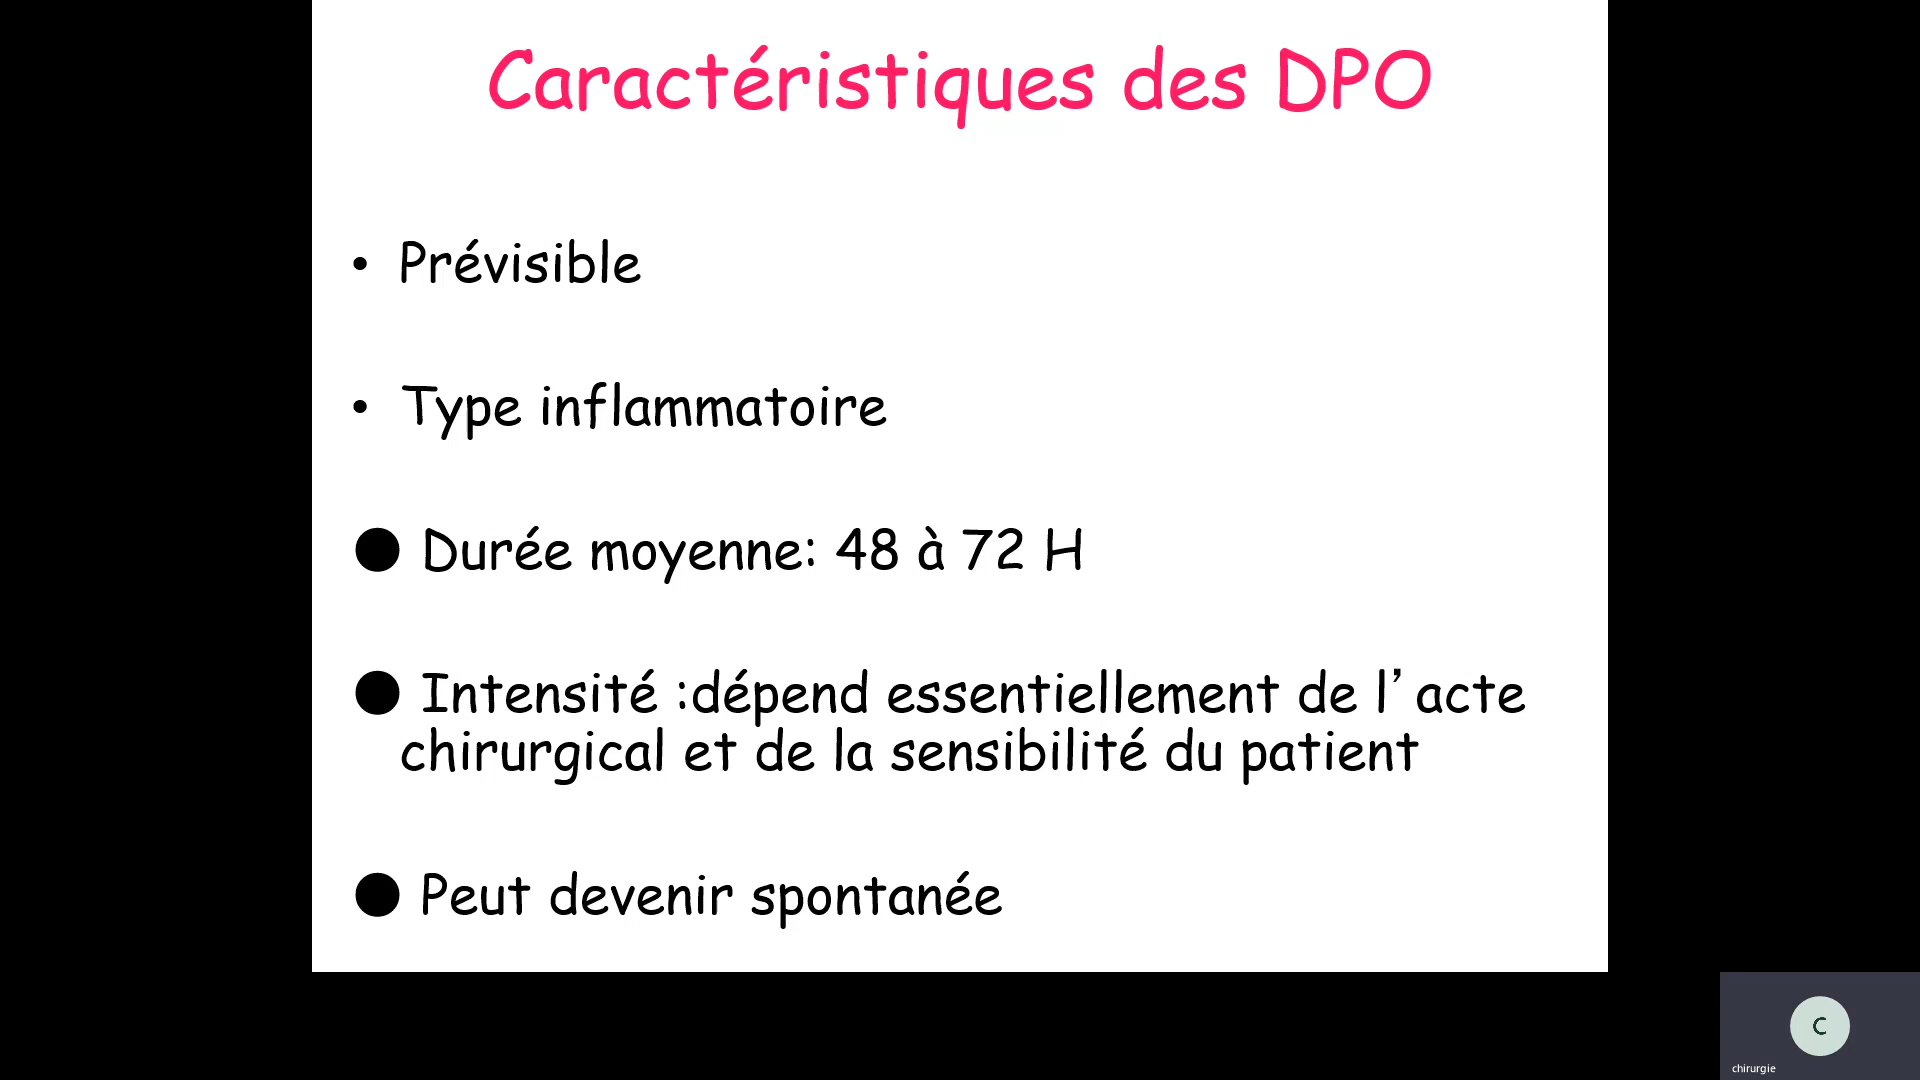 Caractéristiques des DPO
• Prévisible
• Type inflammatoire
● Durée moyenne: 48 à 72 H
● Intensité :dépend essentiellement de l’acte
chirurgical et de la sensibilité du patient
● Peut devenir spontanée
C
chirurgie